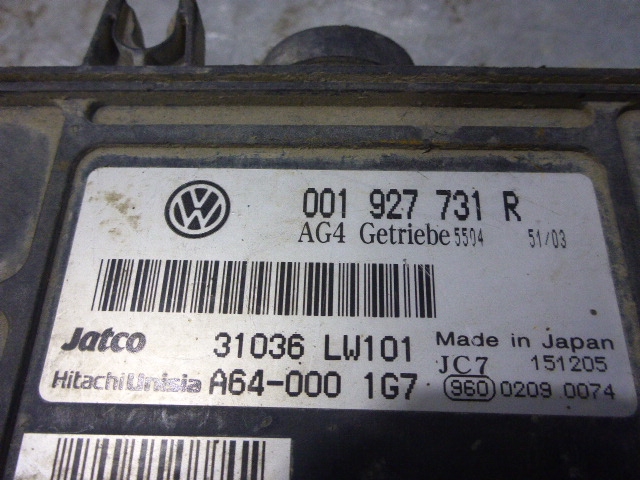 001 927 731 R
AG4 Getriebe 5504 51/03
Jatco 31036 LW101 Made in Japan
JC7 151205
HitachiUnisia A64-000 1G7 960 0209 0074